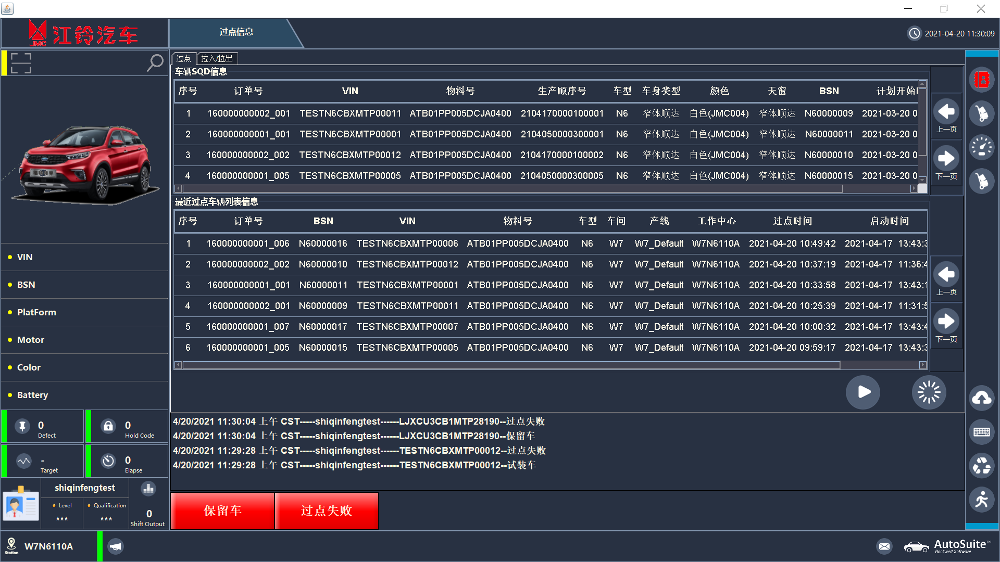 JMC 江铃汽车
过点信息
2021-04-20 11:30:09
过点 拉入/拉出
车辆SQD信息
序号 订单号 VIN 物料号 生产顺序号 车型 车身类型 颜色 天窗 BSN 计划开始
1 160000000002_001 TESTN6CBXMTP00011 ATB01PP005DCJA0400 2104170000100001 N6 窄体顺达 白色(JMC004) 窄体顺达 N60000009 2021-03-20 0
2 160000000001_001 TESTN6CBXMTP00001 ATB01PP005DCJA0400 2104050000300001 N6 窄体顺达 白色(JMC004) 窄体顺达 N60000011 2021-03-20 0
3 160000000002_002 TESTN6CBXMTP00012 ATB01PP005DCJA0400 2104170000100002 N6 窄体顺达 白色(JMC004) 窄体顺达 N60000010 2021-03-20 0
4 160000000001_005 TESTN6CBXMTP00005 ATB01PP005DCJA0400 2104050000300005 N6 窄体顺达 白色(JMC004) 窄体顺达 N60000015 2021-03-20 0
上一页
下一页
最近过点车辆列表信息
序号 订单号 BSN VIN 物料号 车型 车间 产线 工作中心 过点时间 启动时间
1 160000000001_006 N60000016 TESTN6CBXMTP00006 ATB01PP005DCJA0400 N6 W7 W7_Default W7N6110A 2021-04-20 10:49:42 2021-04-17 13:43:3
2 160000000002_002 N60000010 TESTN6CBXMTP00012 ATB01PP005DCJA0400 N6 W7 W7_Default W7N6110A 2021-04-20 10:37:19 2021-04-17 11:36:4
3 160000000001_001 N60000011 TESTN6CBXMTP00001 ATB01PP005DCJA0400 N6 W7 W7_Default W7N6110A 2021-04-20 10:33:58 2021-04-17 13:43:1
4 160000000002_001 N60000009 TESTN6CBXMTP00011 ATB01PP005DCJA0400 N6 W7 W7_Default W7N6110A 2021-04-20 10:25:39 2021-04-17 11:31:5
5 160000000001_007 N60000017 TESTN6CBXMTP00007 ATB01PP005DCJA0400 N6 W7 W7_Default W7N6110A 2021-04-20 10:00:32 2021-04-17 13:43:4
6 160000000001_005 N60000015 TESTN6CBXMTP00005 ATB01PP005DCJA0400 N6 W7 W7_Default W7N6110A 2021-04-20 09:59:17 2021-04-17 13:43:3
上一页
下一页
VIN
BSN
PlatForm
Motor
Color
Battery
0 Defect
0 Hold Code
- Target
0 Elapse
shiqinfengtest
Level
***
Qualification
***
0
Shift Output
4/20/2021 11:30:04 上午 CST-----shiqinfengtest------LJXCU3CB1MTP28190--过点失败
4/20/2021 11:30:04 上午 CST-----shiqinfengtest------LJXCU3CB1MTP28190--保留车
4/20/2021 11:29:28 上午 CST-----shiqinfengtest------TESTN6CBXMTP00012--过点失败
4/20/2021 11:29:28 上午 CST-----shiqinfengtest------TESTN6CBXMTP00012--试装车
保留车 过点失败
Station W7N6110A
AutoSuite™
Rockwell Software